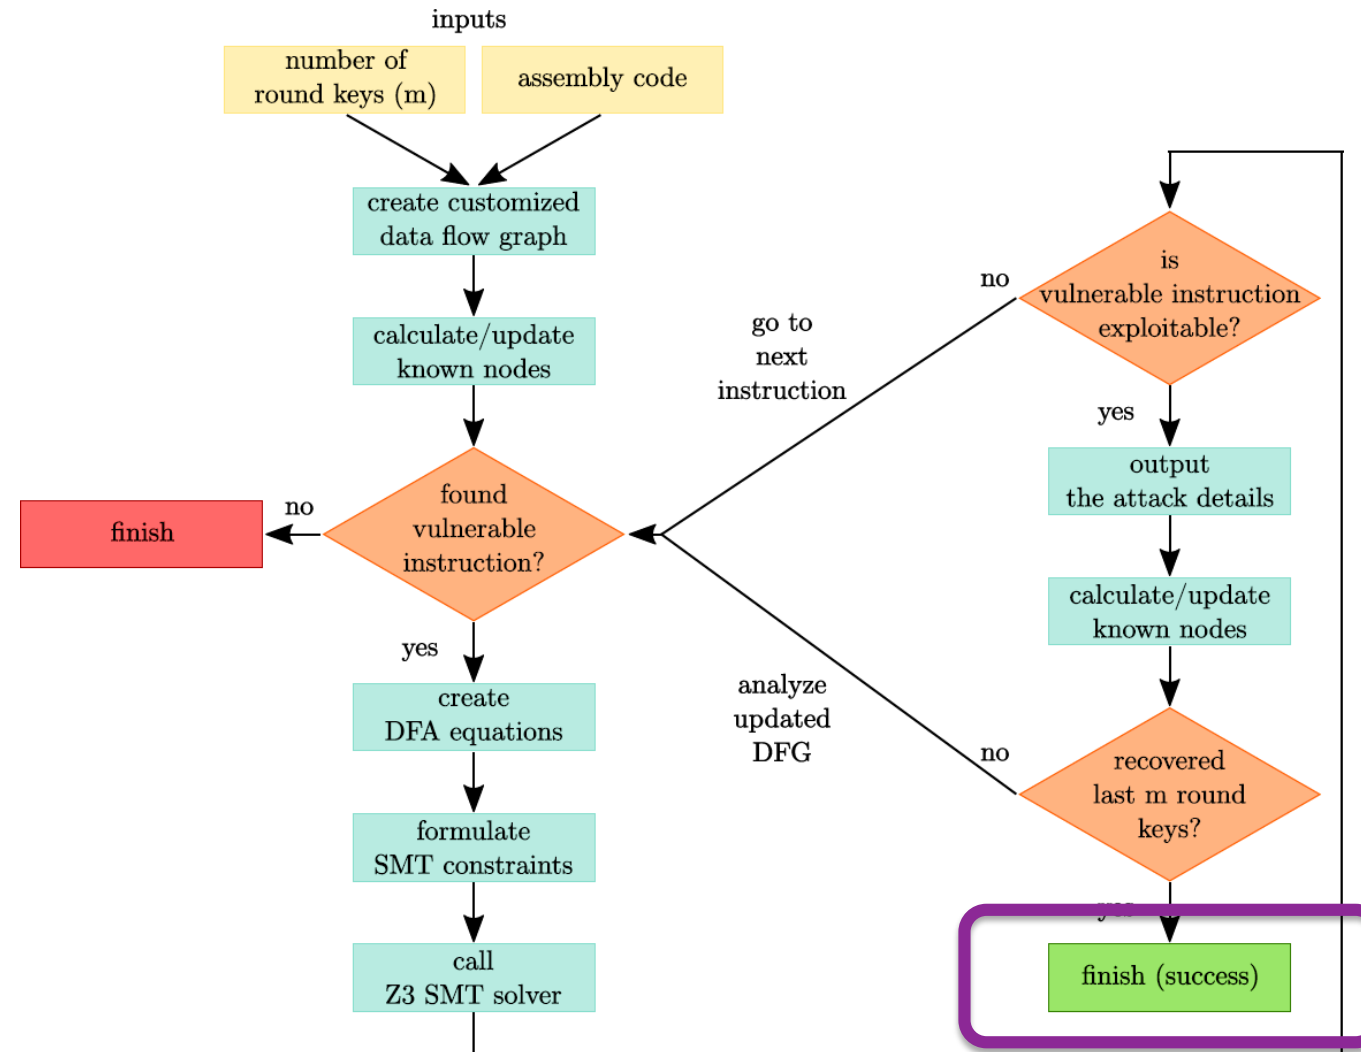 inputs
number of
round keys (m)
assembly code
create customized
data flow graph
calculate/update
known nodes
found
vulnerable
instruction?
no
finish
yes
create
DFA equations
formulate
SMT constraints
call
Z3 SMT solver
go to
next
instruction
analyze
updated
DFG
is
vulnerable instruction
exploitable?
no
yes
output
the attack details
calculate/update
known nodes
recovered
last m round
keys?
no
yes
finish (success)